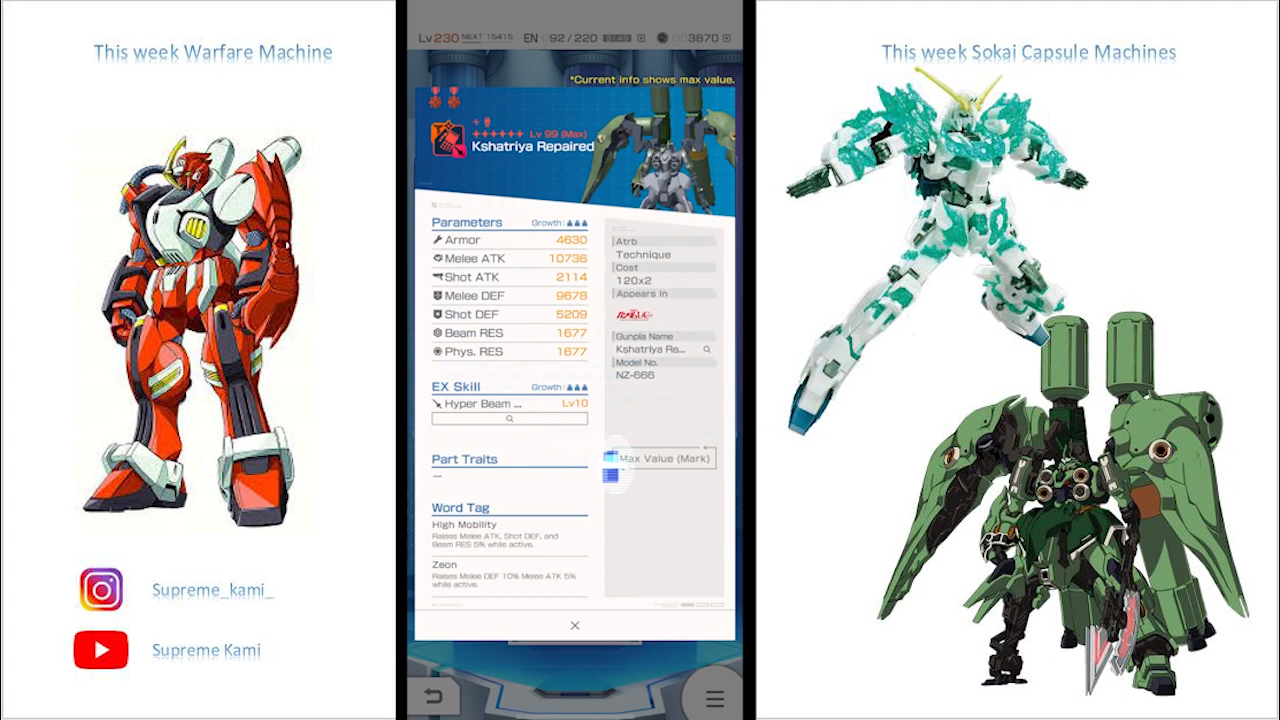 This week Warfare Machine
Supreme_kami_
Supreme Kami
Lv230 NEXT 15415 EN 092/220 003870
*Current info shows max value.
Lv 99 (Max)
Kshatriya Repaired
Parameters Growth:
Armor 4630
Melee ATK 10736
Shot ATK 2114
Melee DEF 9678
Shot DEF 5209
Beam RES 1677
Phys. RES 1677
EX Skill Growth:
Hyper Beam ... Lv10
Part Traits
—
Word Tag
High Mobility
Raises Melee ATK, Shot DEF, and
Beam RES 5% while active.
Zeon
Raises Melee DEF 10% Melee ATK 5%
while active.
Atrb
Technique
Cost
120x2
Appears In
Gunpla Name
Kshatriya Re...
Model No.
NZ-666
Max Value (Mark)
This week Sokai Capsule Machines